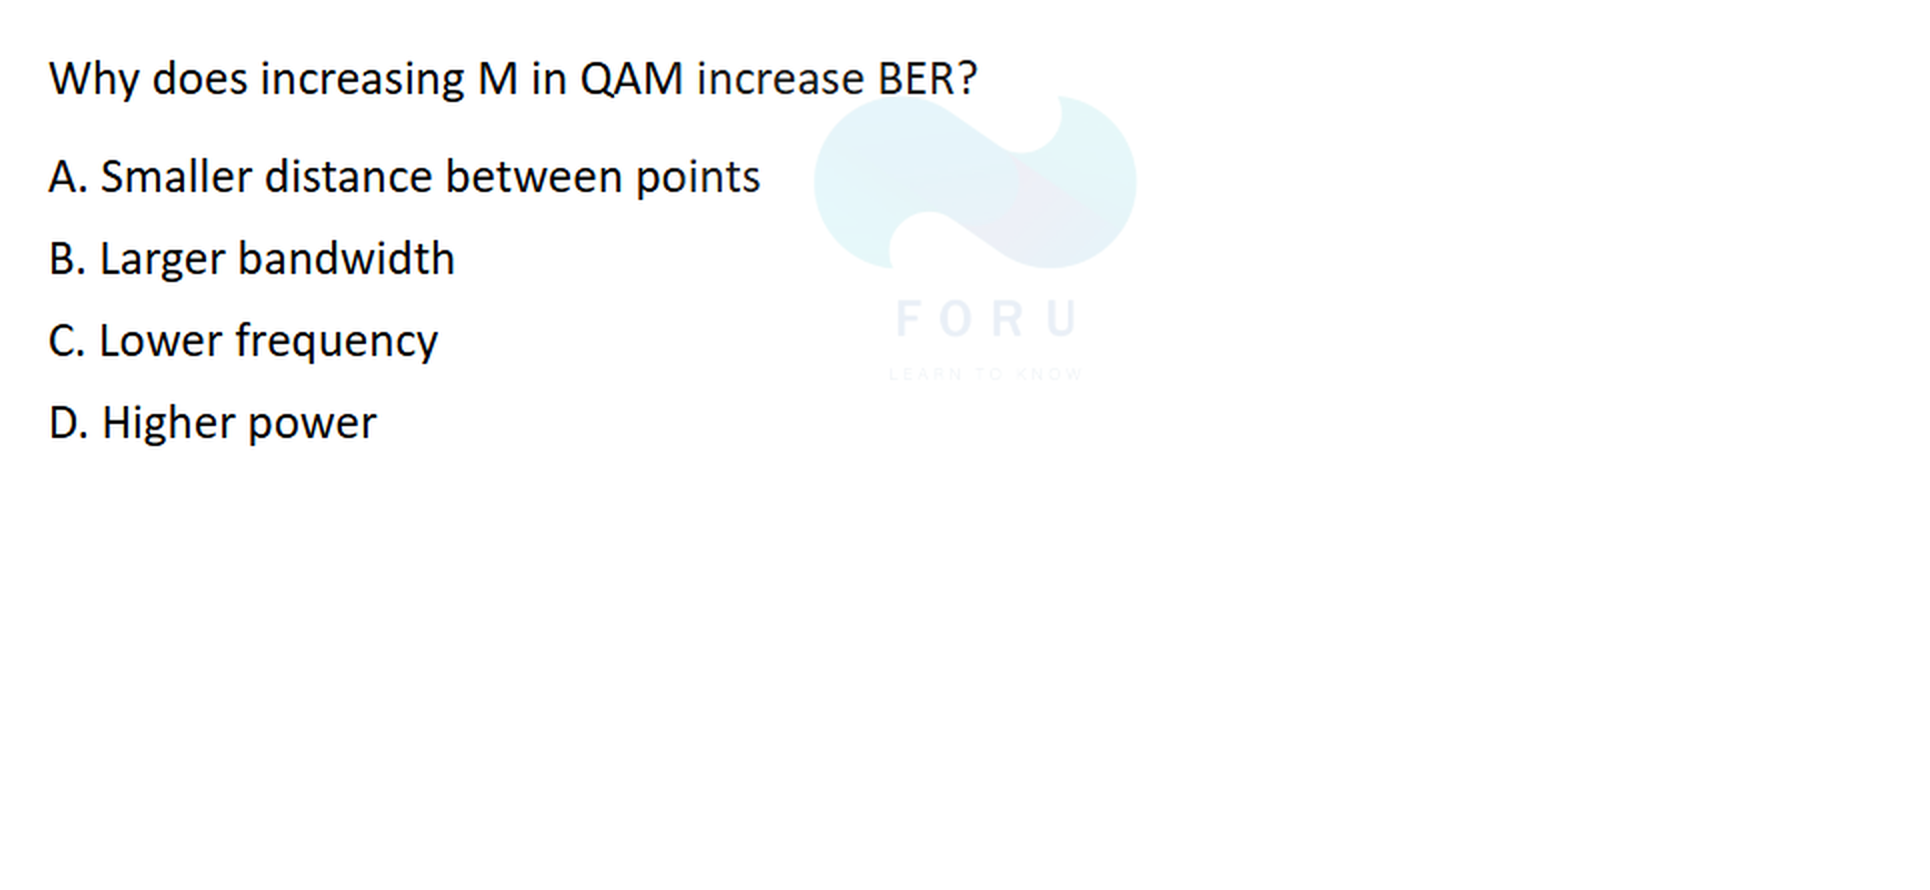 Why does increasing M in QAM increase BER?
A. Smaller distance between points
B. Larger bandwidth
C. Lower frequency
D. Higher power
FORU
LEARN TO KNOW